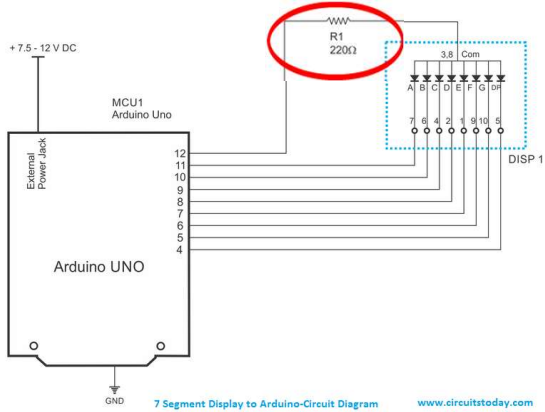 R1
220Ω
+ 7.5 - 12 V DC
3,8 Com
A B C D E F G DP
MCU1
Arduino Uno
7 6 4 2 1 9 10 5
External
Power Jack
12
11
10
9
8
7
6
5
4
DISP 1
Arduino UNO
GND
7 Segment Display to Arduino-Circuit Diagram
www.circuitstoday.com